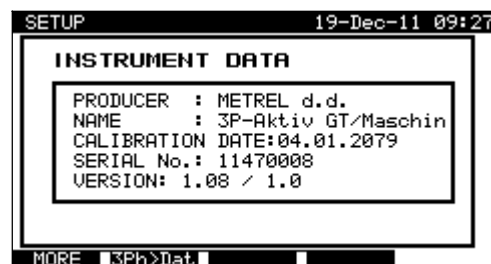 SETUP 19-Dec-11 09:27
INSTRUMENT DATA
PRODUCER : METREL d.d.
NAME : 3P-Aktiv GT/Maschin
CALIBRATION DATE:04.01.2079
SERIAL No.: 11470008
VERSION: 1.08 / 1.0
MORE 3Ph>Dat